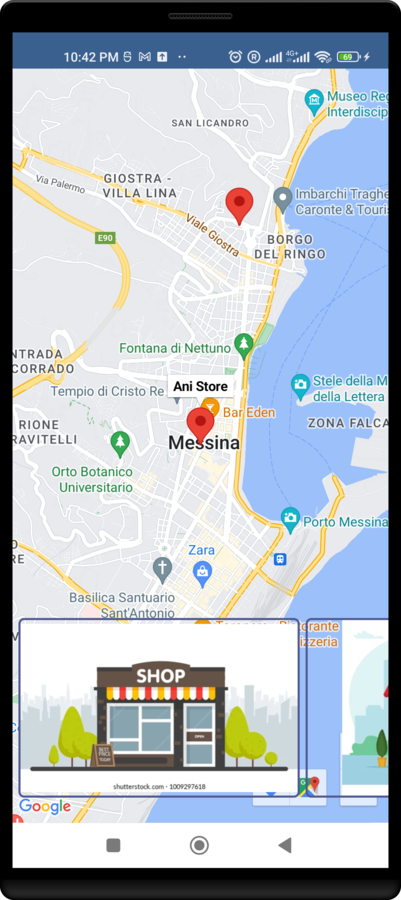 10:42 PM
4G+
69
Museo Reg
Interdiscip
SAN LICANDRO
GIOSTRA -
VILLA LINA
Via Palermo
Imbarchi Traghe
Caronte & Touris
Viale Giostra
E90
BORGO
DEL RINGO
Fontana di Nettuno
NTRADA
CORRADO
Ani Store
Stele della M
della Lettera
Tempio di Cristo Re
Bar Eden
ZONA FALCA
RIONE
RAVITELLI
Messina
Orto Botanico
Universitario
Porto Messina
Zara
Basilica Santuario
Sant'Antonio
orante
izzeria
SHOP
OPEN
BEST
PRICE
TODAY
shutterstock.com · 1009297618
Google